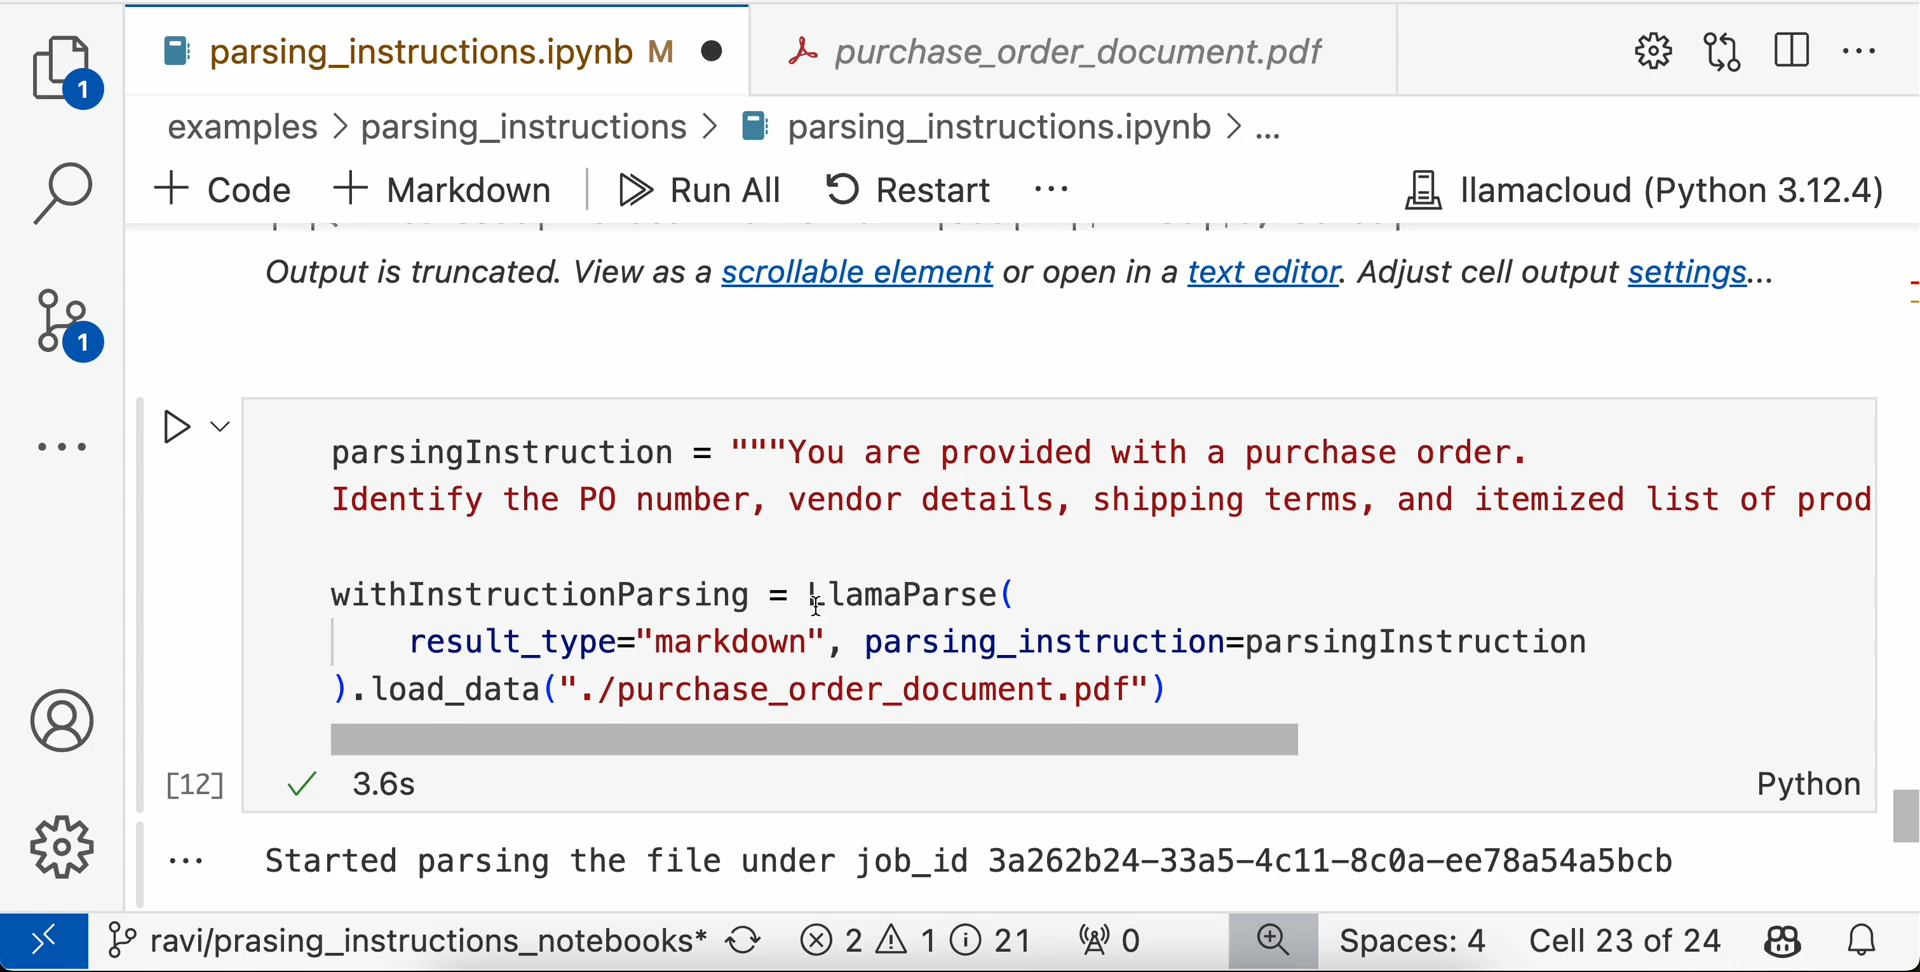 1
parsing_instructions.ipynb M
purchase_order_document.pdf
examples > parsing_instructions > parsing_instructions.ipynb > ...
+ Code + Markdown Run All Restart ... llamacloud (Python 3.12.4)
Output is truncated. View as a scrollable element or open in a text editor. Adjust cell output settings...
1
parsingInstruction = """You are provided with a purchase order.
Identify the PO number, vendor details, shipping terms, and itemized list of prod
withInstructionParsing = LlamaParse(
result_type="markdown", parsing_instruction=parsingInstruction
).load_data("./purchase_order_document.pdf")
[12] 3.6s Python
... Started parsing the file under job_id 3a262b24-33a5-4c11-8c0a-ee78a54a5bcb
ravi/prasing_instructions_notebooks* 2 1 21 0 Spaces: 4 Cell 23 of 24